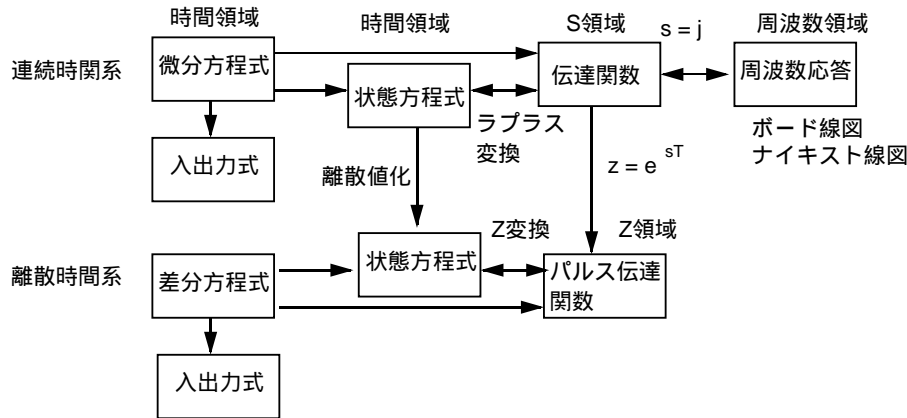 時間領域
時間領域
S領域
s = j
周波数領域
連続時関系
微分方程式
伝達関数
周波数応答
状態方程式
ラプラス
変換
ボード線図
ナイキスト線図
入出力式
離散値化
z = e sT
Z変換
Z領域
離散時間系
差分方程式
状態方程式
パルス伝達
関数
入出力式